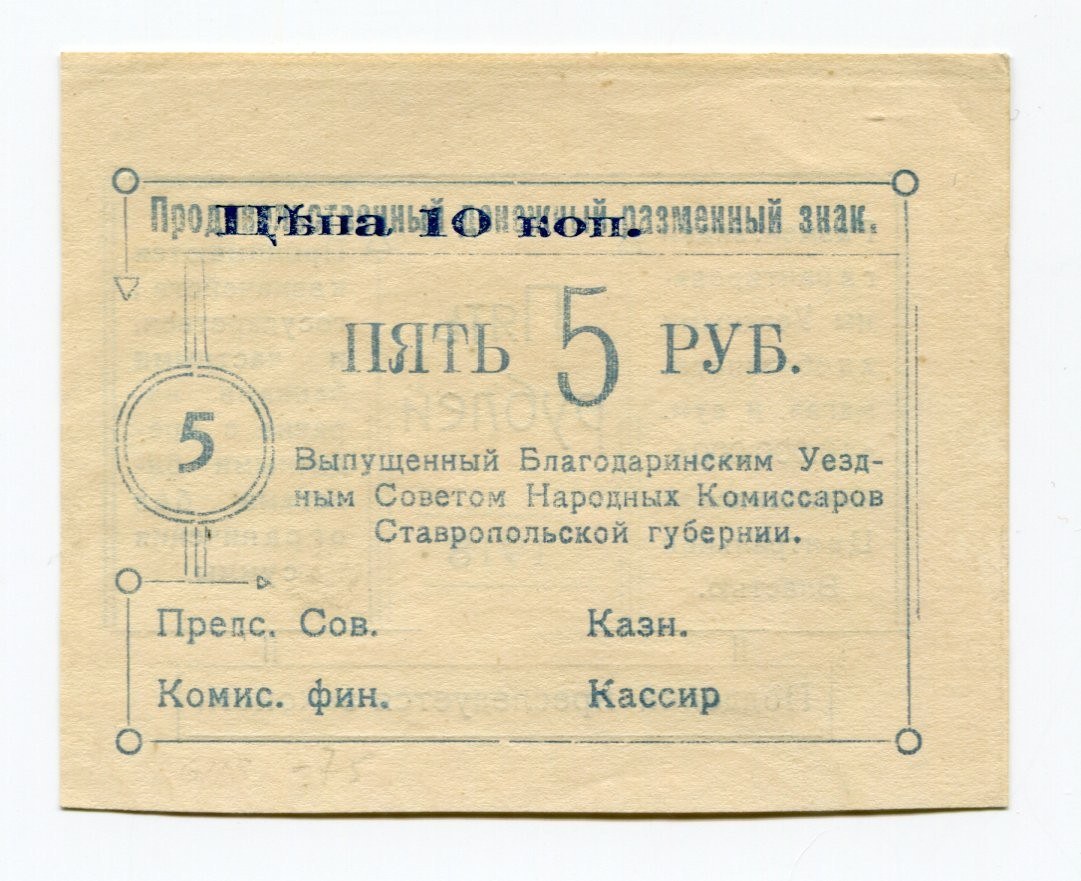 Продовольственный денежный разменный знак.
Цѣна 10 коп.
ПЯТЬ 5 РУБ.
5
Выпущенный Благодаринским Уезд-
ным Советом Народных Комиссаров
Ставропольской губернии.
Предс. Сов. Казн.
Комис. фин. Кассир
-75